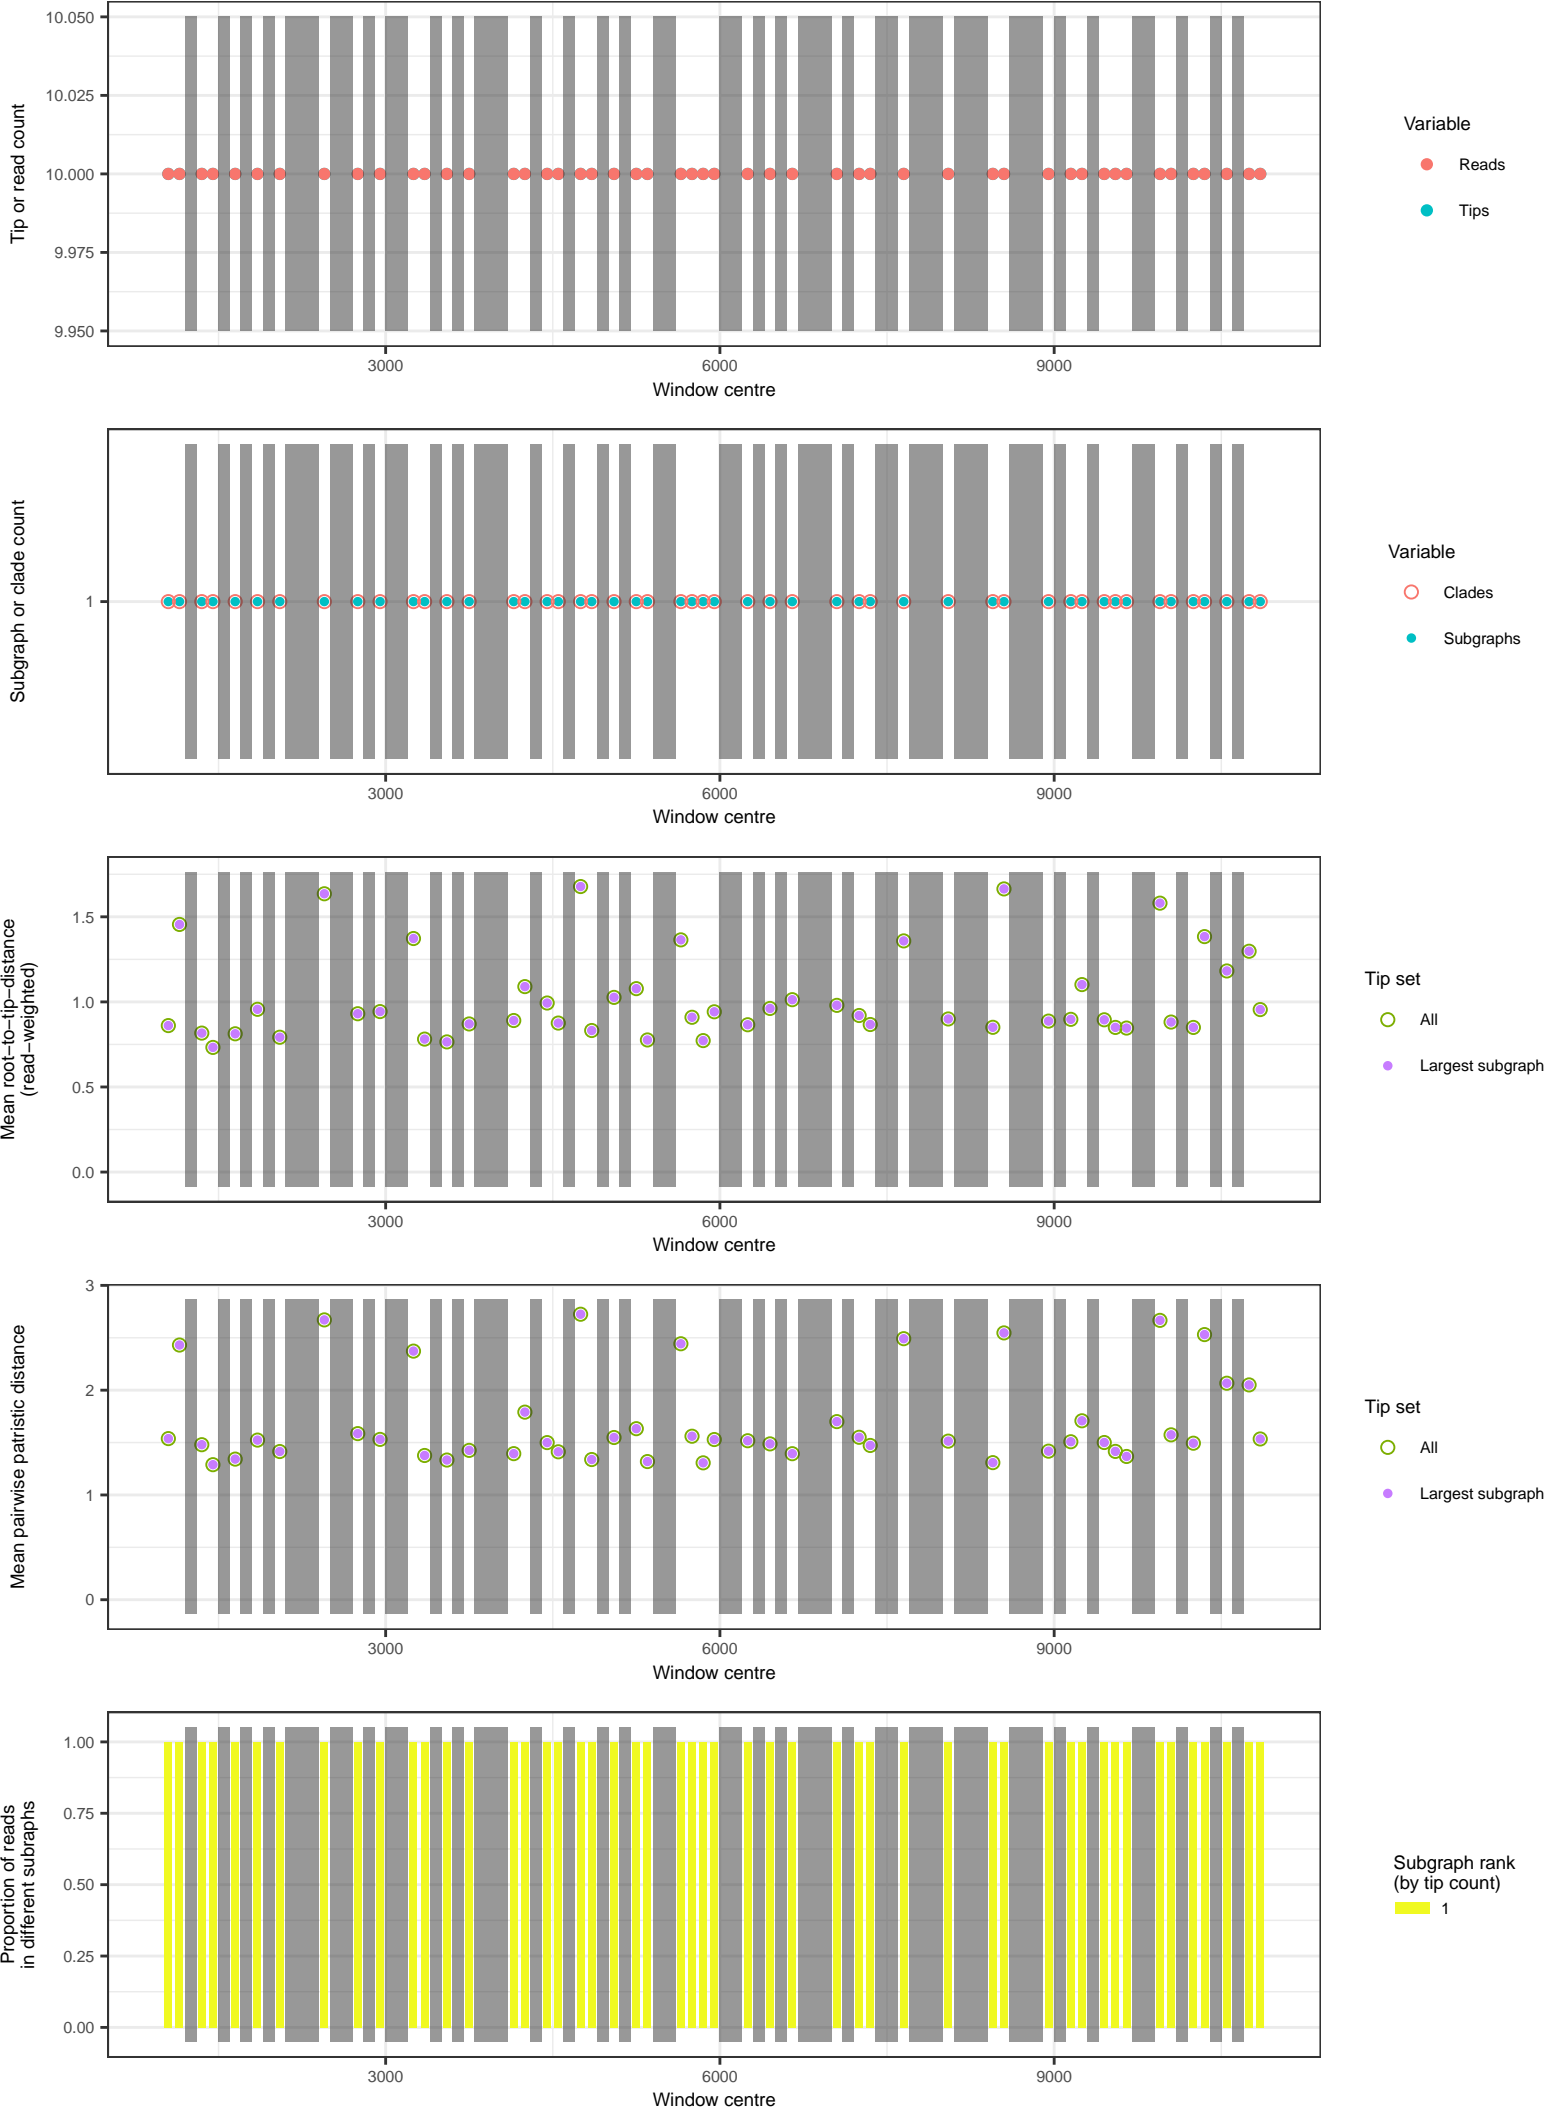 10.050
10.025
10.000
9.975
9.950
Tip or read count
3000
6000
9000
Window centre
Variable
Reads
Tips
1
Subgraph or clade count
3000
6000
9000
Window centre
Variable
Clades
Subgraphs
1.5
1.0
0.5
0.0
Mean root−to−tip−distance
(read−weighted)
3000
6000
9000
Window centre
Tip set
All
Largest subgraph
3
2
1
0
Mean pairwise patristic distance
3000
6000
9000
Window centre
Tip set
All
Largest subgraph
1.00
0.75
0.50
0.25
0.00
Proportion of reads
in different subraphs
3000
6000
9000
Window centre
Subgraph rank
(by tip count)
1